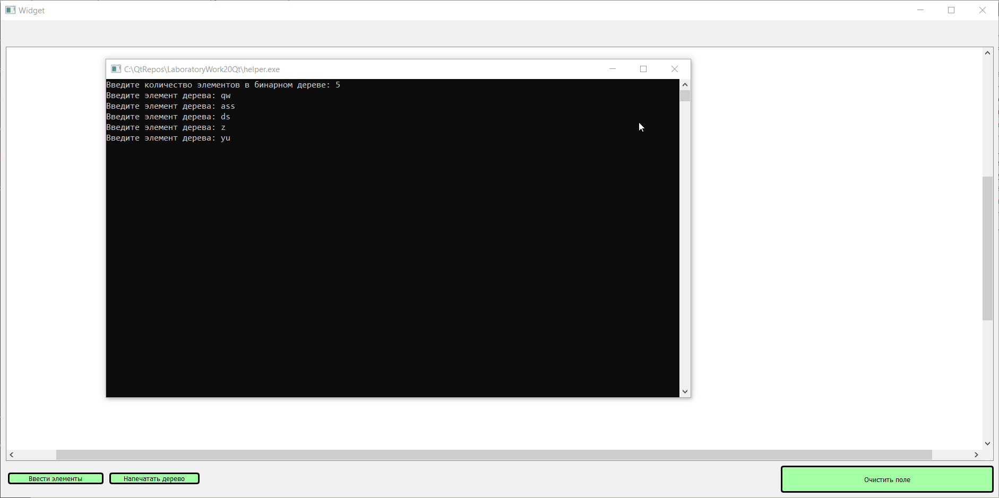 Widget
C:\QtRepos\LaboratoryWork20Qt\helper.exe
Введите количество элементов в бинарном дереве: 5
Введите элемент дерева: qw
Введите элемент дерева: ass
Введите элемент дерева: ds
Введите элемент дерева: z
Введите элемент дерева: yu
Ввести элементы
Напечатать дерево
Очистить поле